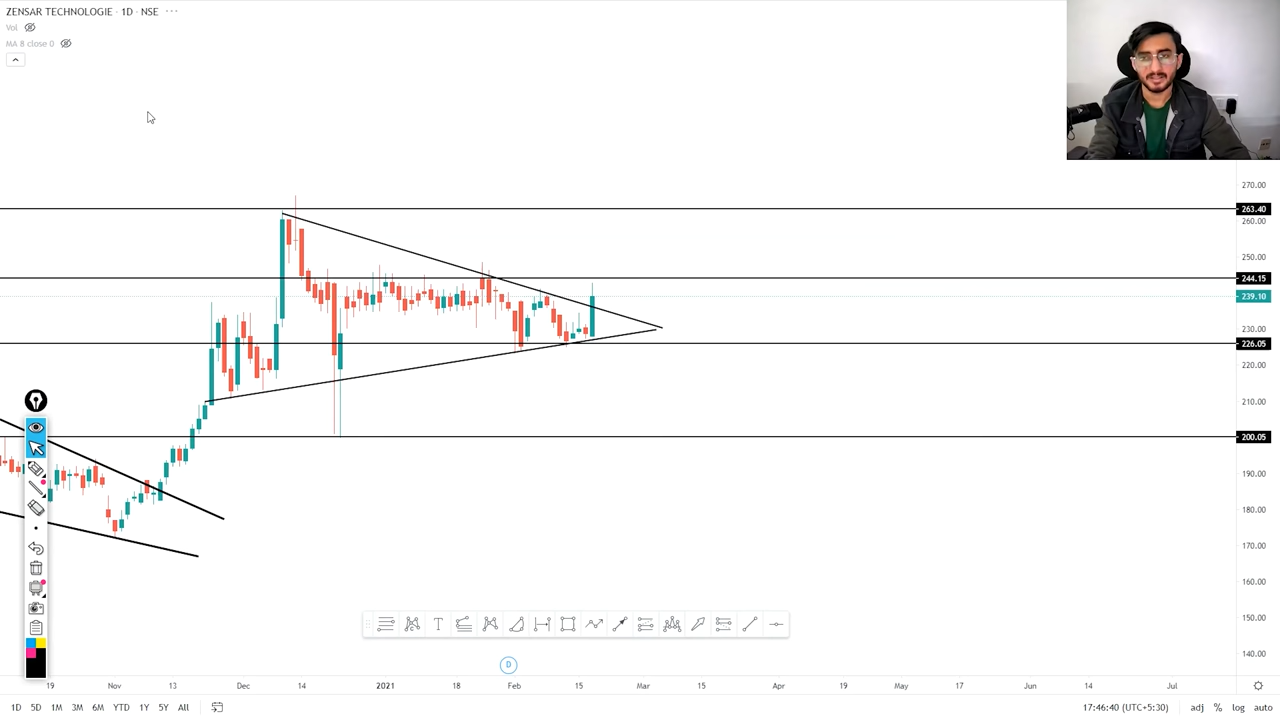 ZENSAR TECHNOLOGIE · 1D · NSE ···
Vol
MA 8 close 0
270.00
263.40
260.00
250.00
244.15
239.10
230.00
226.05
220.00
210.00
200.05
190.00
180.00
170.00
160.00
150.00
140.00
T
D
19 Nov 13 Dec 14 2021 18 Feb 15 Mar 15 Apr 19 May 17 Jun 14 Jul
1D 5D 1M 3M 6M YTD 1Y 5Y All 17:46:40 (UTC+5:30) adj % log auto